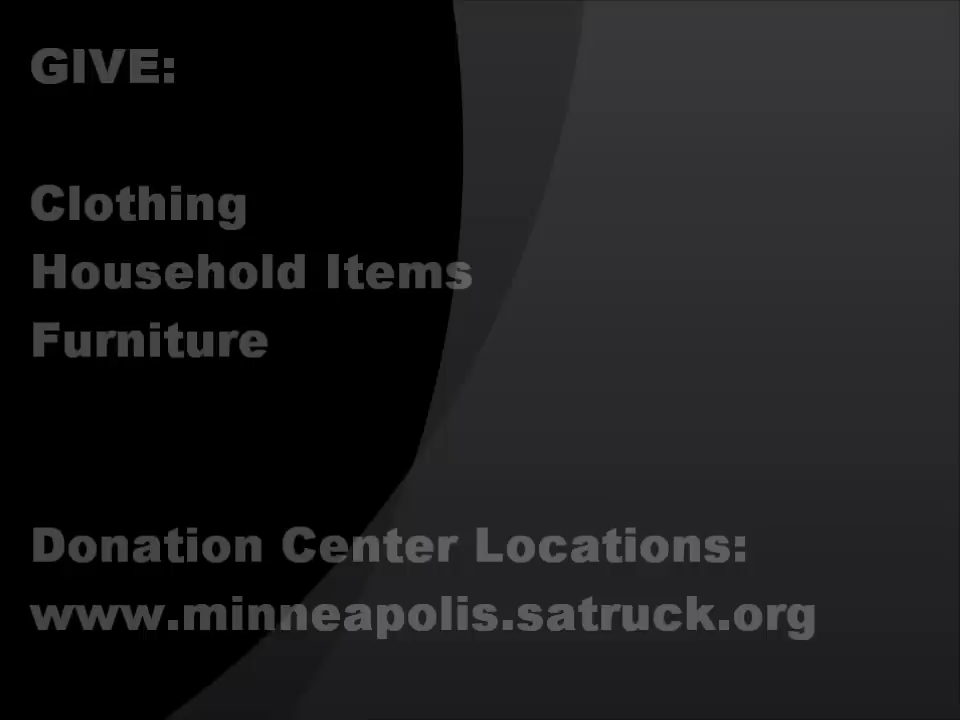 GIVE:
Clothing
Household Items
Furniture
Donation Center Locations:
www.minneapolis.satruck.org